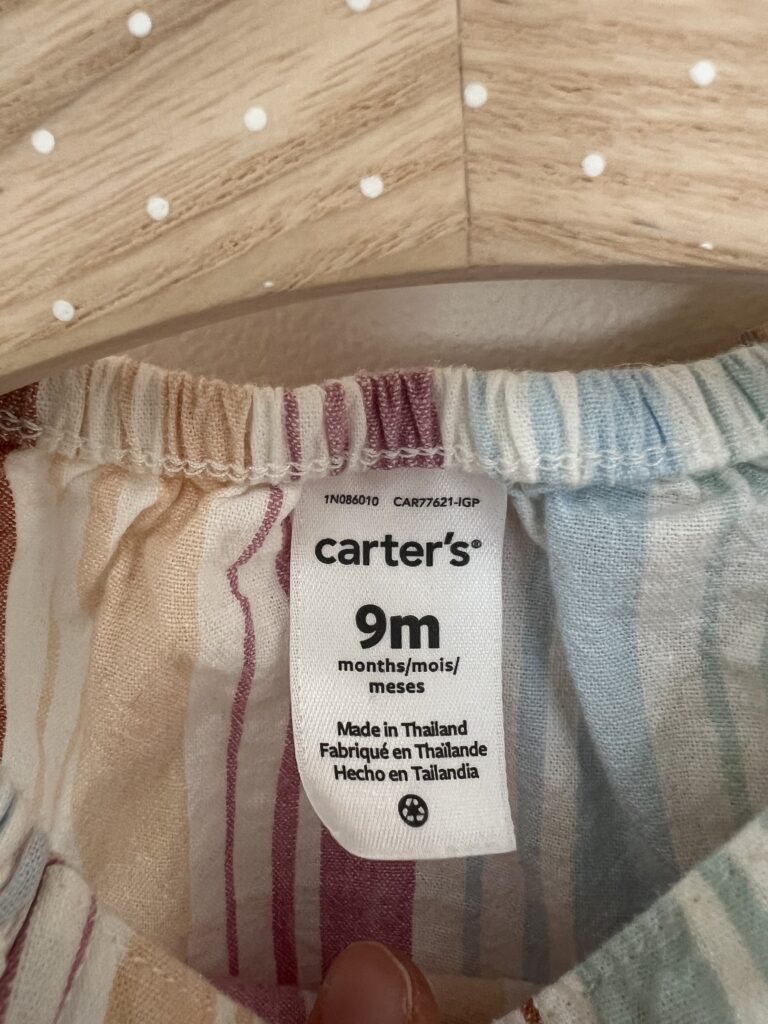 1N086010 CAR77621-IGP
carter's®
9m
months/mois/
meses
Made in Thailand
Fabriqué en Thaïlande
Hecho en Tailandia